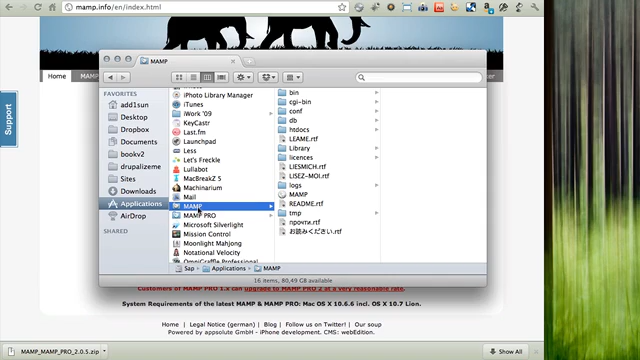 mamp.info/en/index.html
Home
MAMP
Support
MAMP
FAVORITES
add1sun
Desktop
Dropbox
Documents
bookv2
drupalizeme
Sites
Downloads
Applications
AirDrop
SHARED
iMovie
iPhoto Library Manager
iTunes
iWork '09
KeyCastr
Last.fm
Launchpad
Less
Let's Freckle
Lullabot
MacBreakZ 5
Machinarium
Mail
MAMP
MAMP PRO
Microsoft Silverlight
Mission Control
Moonlight Mahjong
Notational Velocity
OmniGraffle Professional
bin
cgi-bin
conf
db
htdocs
LEAME.rtf
Library
licences
LIESMICH.rtf
LISEZ-MOI.rtf
logs
MAMP
README.rtf
tmp
прочти.rtf
お読みください.rtf
Sap
Applications
MAMP
16 items, 80,49 GB available
Customers of MAMP PRO 1.x can upgrade to MAMP PRO 2 at a very reasonable rate.
System Requirements of the latest MAMP & MAMP PRO: Mac OS X 10.6.6 incl. OS X 10.7 Lion.
Home | Legal Notice (german) | Blog | Follow us on Twitter! | Our soup
Powered by appsolute GmbH - iPhone development. CMS: webEdition.
MAMP_MAMP_PRO_2.0.5.zip
Show All